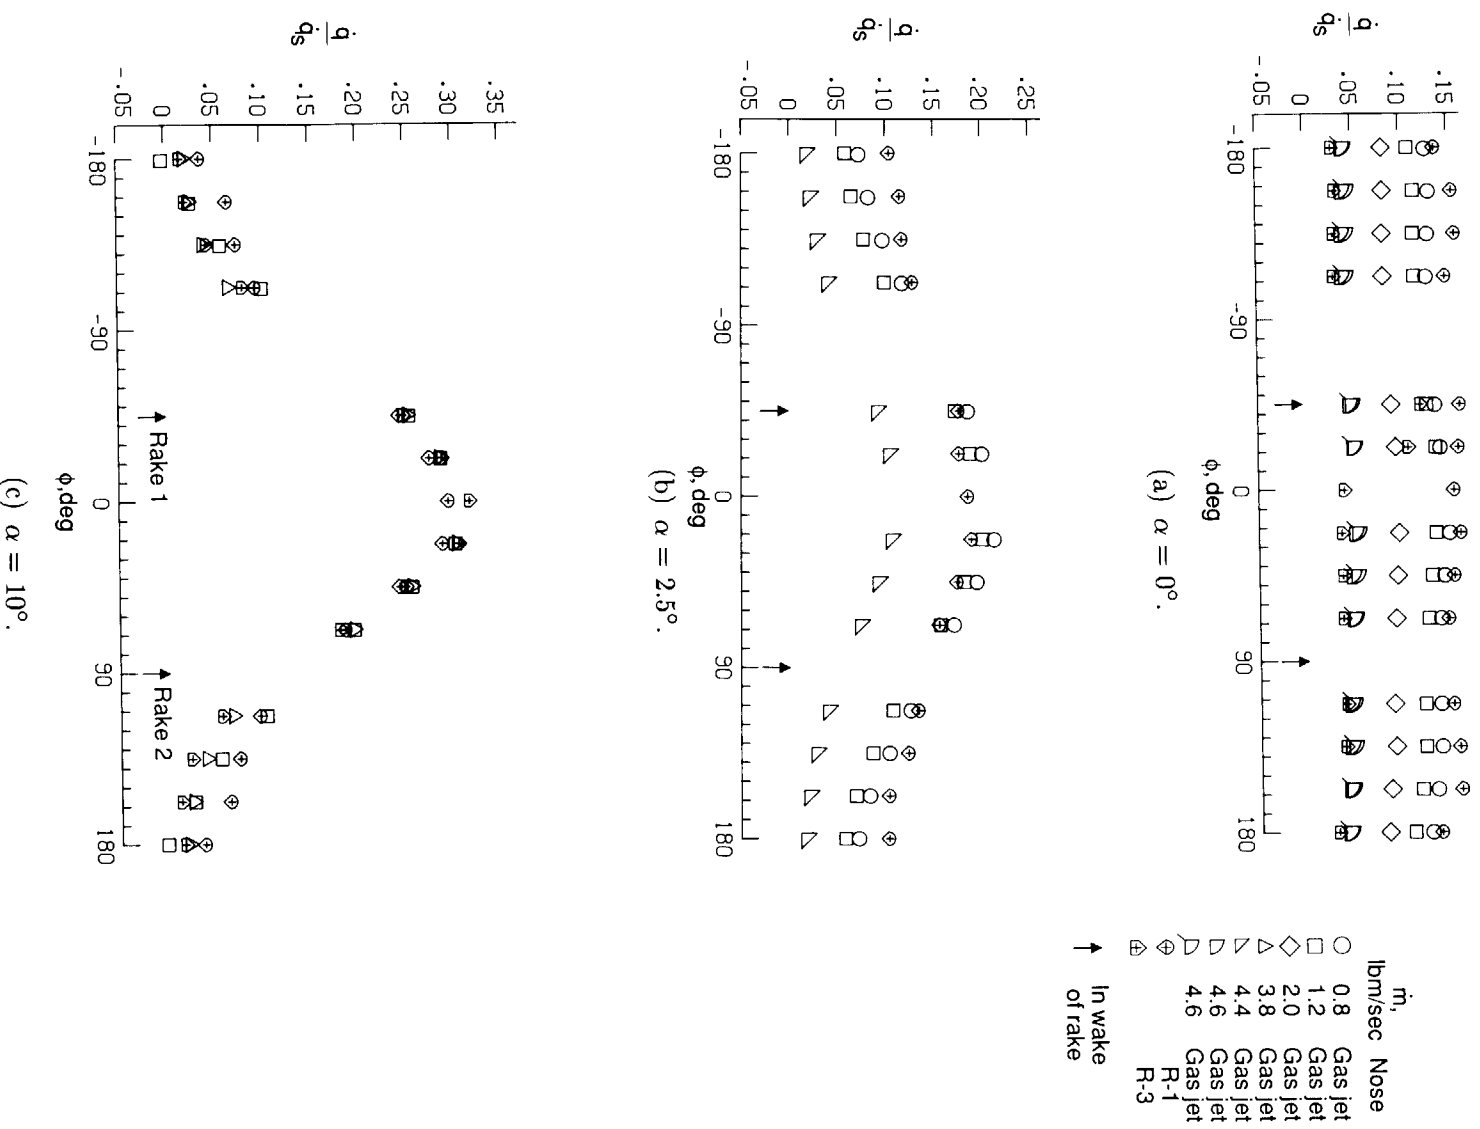 ṁ,
lbm/sec Nose
0.8 Gas jet
1.2 Gas jet
2.0 Gas jet
3.8 Gas jet
4.4 Gas jet
4.6 Gas jet
4.6 Gas jet
R-1
R-3
In wake
of rake
.15
.10
.05
0
-.05
q̇
q̇s
-180 -90 0 90 180
ϕ, deg
(a) α = 0°.
.25
.20
.15
.10
.05
0
-.05
q̇
q̇s
-180 -90 0 90 180
ϕ, deg
(b) α = 2.5°.
.35
.30
.25
.20
.15
.10
.05
0
-.05
q̇
q̇s
Rake 1 Rake 2
-180 -90 0 90 180
ϕ,deg
(c) α = 10°.